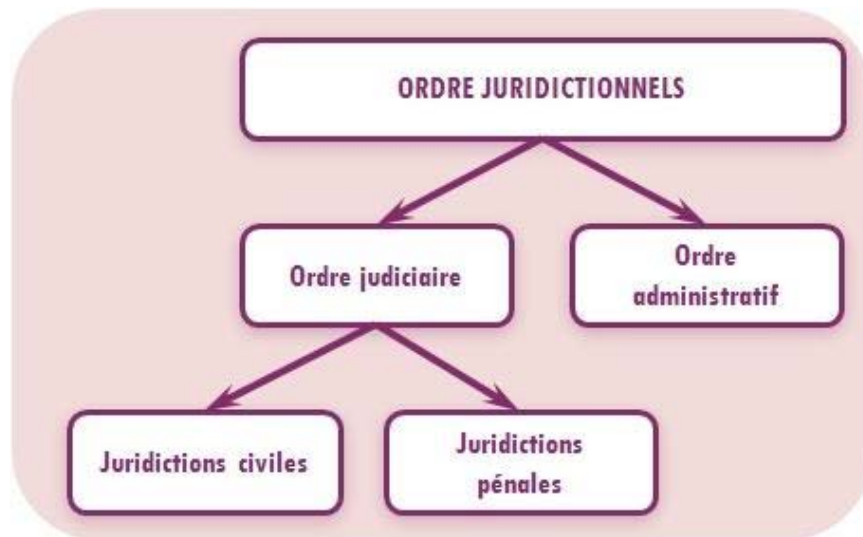 ORDRE JURIDICTIONNELS
Ordre judiciaire
Ordre
administratif
Juridictions civiles
Juridictions
pénales